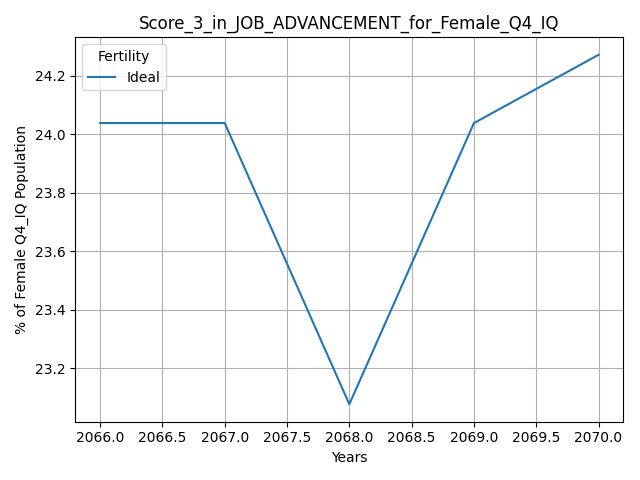 Score_3_in_JOB_ADVANCEMENT_for_Female_Q4_IQ
Fertility
Ideal
% of Female Q4_IQ Population
24.2
24.0
23.8
23.6
23.4
23.2
2066.0 2066.5 2067.0 2067.5 2068.0 2068.5 2069.0 2069.5 2070.0
Years